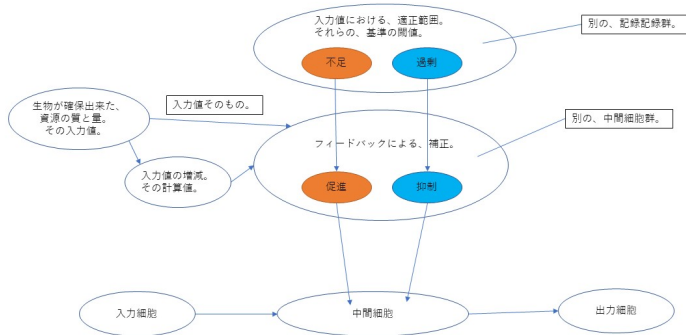 入力値における、適正範囲。
それらの、基準の閾値。
別の、記録記録群。
不足
過剰
生物が確保出来た、
資源の質と量。
その入力値。
入力値そのもの。
別の、中間細胞群。
フィードバックによる、補正。
入力値の増減。
その計算値。
促進
抑制
入力細胞
中間細胞
出力細胞